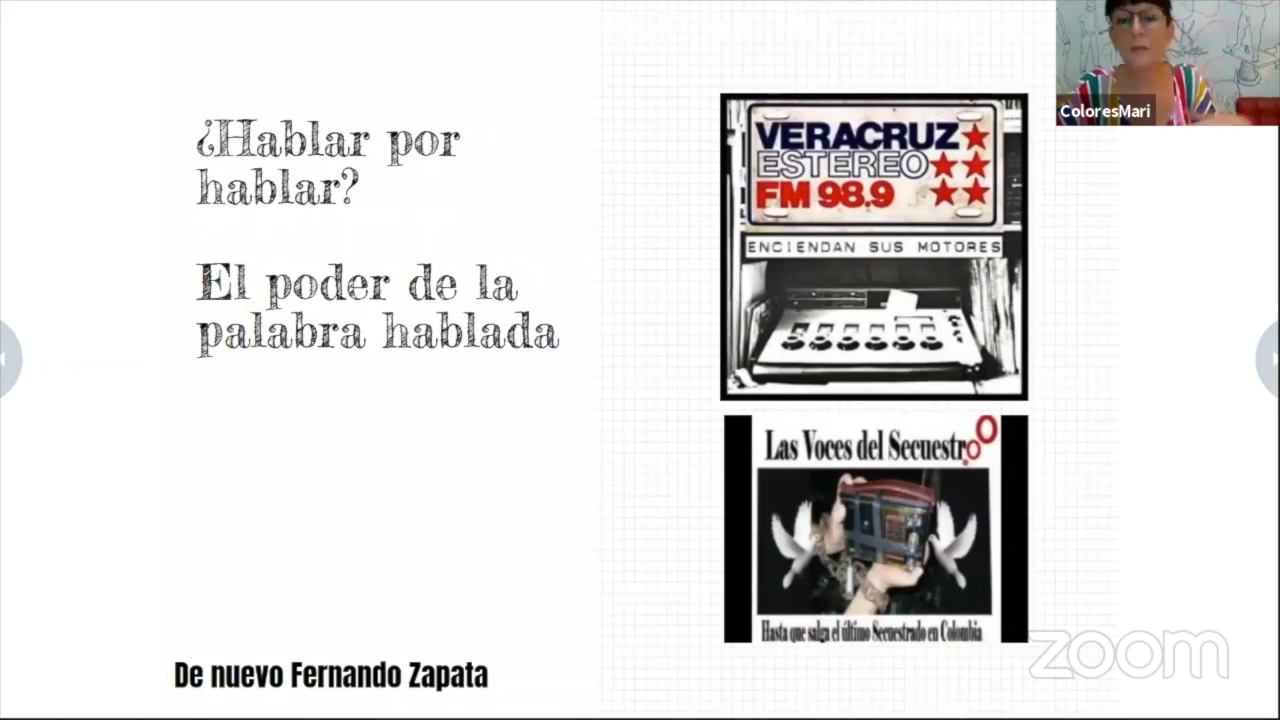 ¿Hablar por
hablar?
El poder de la
palabra hablada
De nuevo Fernando Zapata
VERACRUZ
ESTEREO
FM 98.9
ENCIENDAN SUS MOTORES
Las Voces del Secuestro
Hasta que salga el último Secuestrado en Colombia
ColoresMari
zoom